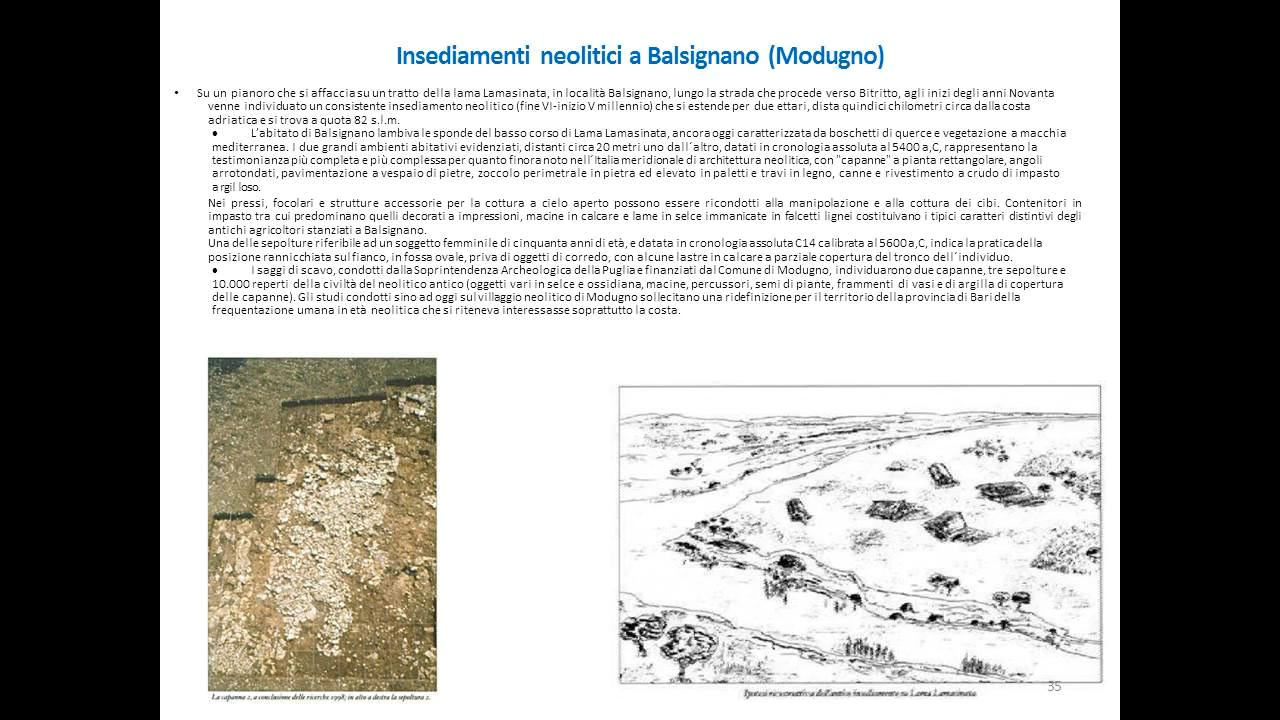 Insediamenti neolitici a Balsignano (Modugno)
• Su un pianoro che si affaccia su un tratto della lama Lamasinata, in località Balsignano, lungo la strada che procede verso Bitritto, agli inizi degli anni Novanta
venne individuato un consistente insediamento neolitico (fine VI-inizio V millennio) che si estende per due ettari, dista quindici chilometri circa dalla costa
adriatica e si trova a quota 82 s.l.m.
• L'abitato di Balsignano lambiva le sponde del basso corso di Lama Lamasinata, ancora oggi caratterizzata da boschetti di querce e vegetazione a macchia
mediterranea. I due grandi ambienti abitativi evidenziati, distanti circa 20 metri uno dall´altro, datati in cronologia assoluta al 5400 a,C, rappresentano la
testimonianza più completa e più complessa per quanto finora noto nell´Italia meridionale di architettura neolitica, con "capanne" a pianta rettangolare, angoli
arrotondati, pavimentazione a vespaio di pietre, zoccolo perimetrale in pietra ed elevato in paletti e travi in legno, canne e rivestimento a crudo di impasto
argilloso.
Nei pressi, focolari e strutture accessorie per la cottura a cielo aperto possono essere ricondotti alla manipolazione e alla cottura dei cibi. Contenitori in
impasto tra cui predominano quelli decorati a impressioni, macine in calcare e lame in selce immanicate in falcetti lignei costituivano i tipici caratteri distintivi degli
antichi agricoltori stanziati a Balsignano.
Una delle sepolture riferibile ad un soggetto femminile di cinquanta anni di età, e datata in cronologia assoluta C14 calibrata al 5600 a,C, indica la pratica della
posizione rannicchiata sul fianco, in fossa ovale, priva di oggetti di corredo, con alcune lastre in calcare a parziale copertura del tronco dell´individuo.
• I saggi di scavo, condotti dalla Soprintendenza Archeologica della Puglia e finanziati dal Comune di Modugno, individuarono due capanne, tre sepolture e
10.000 reperti della civiltà del neolitico antico (oggetti vari in selce e ossidiana, macine, percussori, semi di piante, frammenti di vasi e di argilla di copertura
delle capanne). Gli studi condotti sino ad oggi sul villaggio neolitico di Modugno sollecitano una ridefinizione per il territorio della provincia di Bari della
frequentazione umana in età neolitica che si riteneva interessasse soprattutto la costa.
La capanna 2, a conclusione delle ricerche 1998; in alto a destra la sepoltura 2.
Ipotesi ricostruttiva dell'antico insediamento su Lama Lamasinata.
35